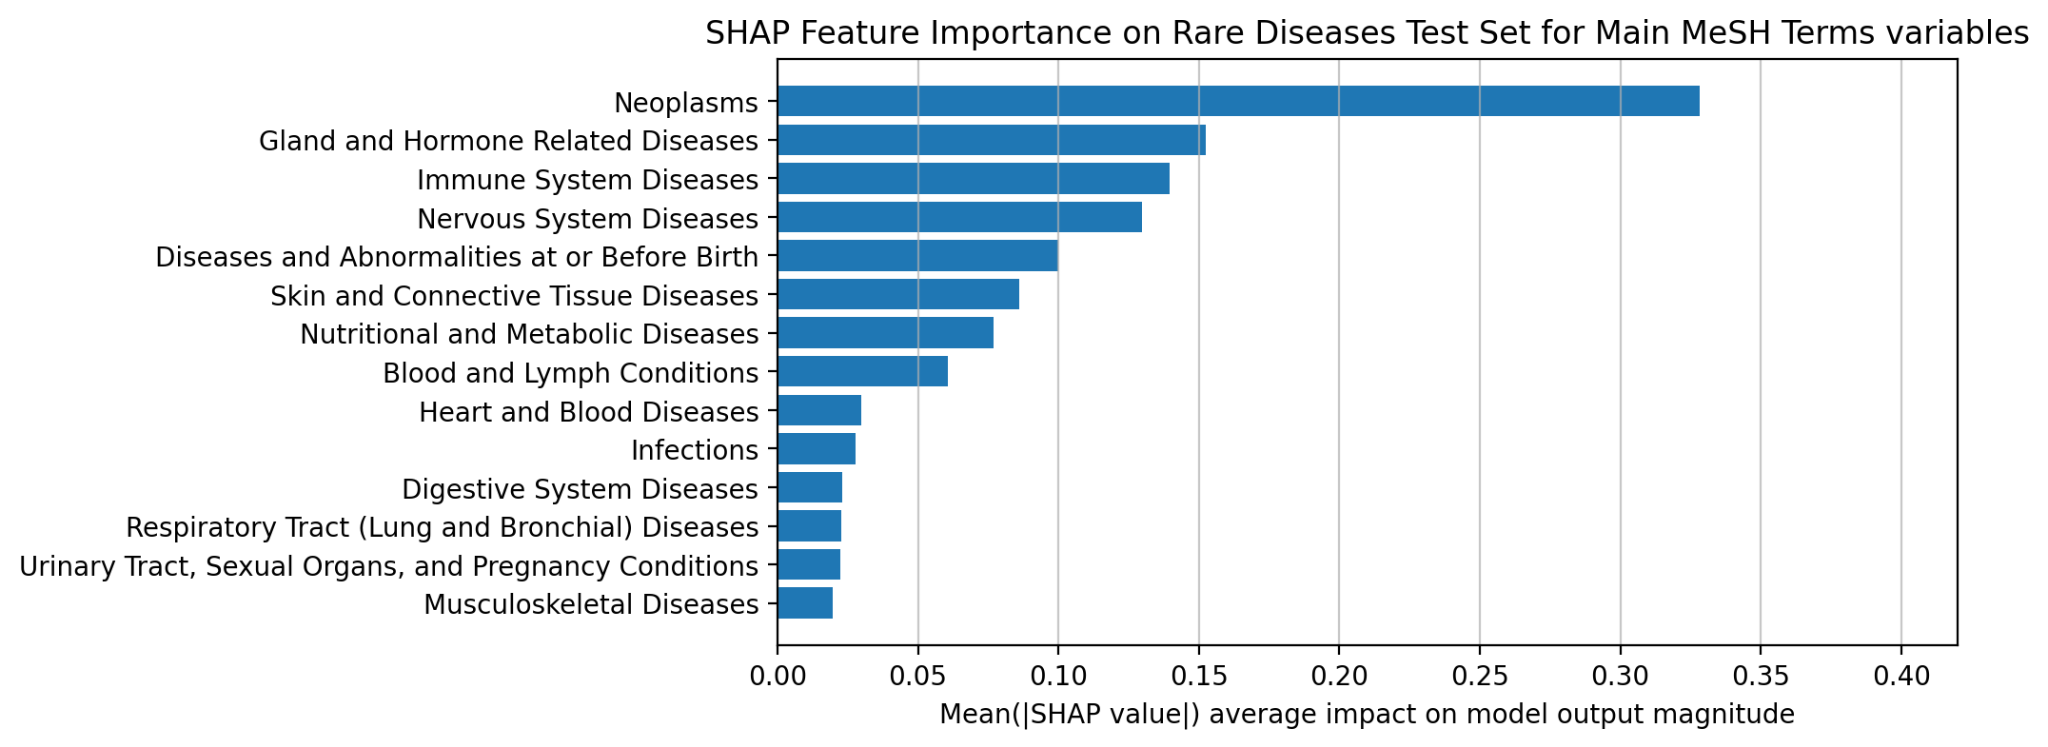 SHAP Feature Importance on Rare Diseases Test Set for Main MeSH Terms variables
Neoplasms
Gland and Hormone Related Diseases
Immune System Diseases
Nervous System Diseases
Diseases and Abnormalities at or Before Birth
Skin and Connective Tissue Diseases
Nutritional and Metabolic Diseases
Blood and Lymph Conditions
Heart and Blood Diseases
Infections
Digestive System Diseases
Respiratory Tract (Lung and Bronchial) Diseases
Urinary Tract, Sexual Organs, and Pregnancy Conditions
Musculoskeletal Diseases
0.00 0.05 0.10 0.15 0.20 0.25 0.30 0.35 0.40
Mean(|SHAP value|) average impact on model output magnitude